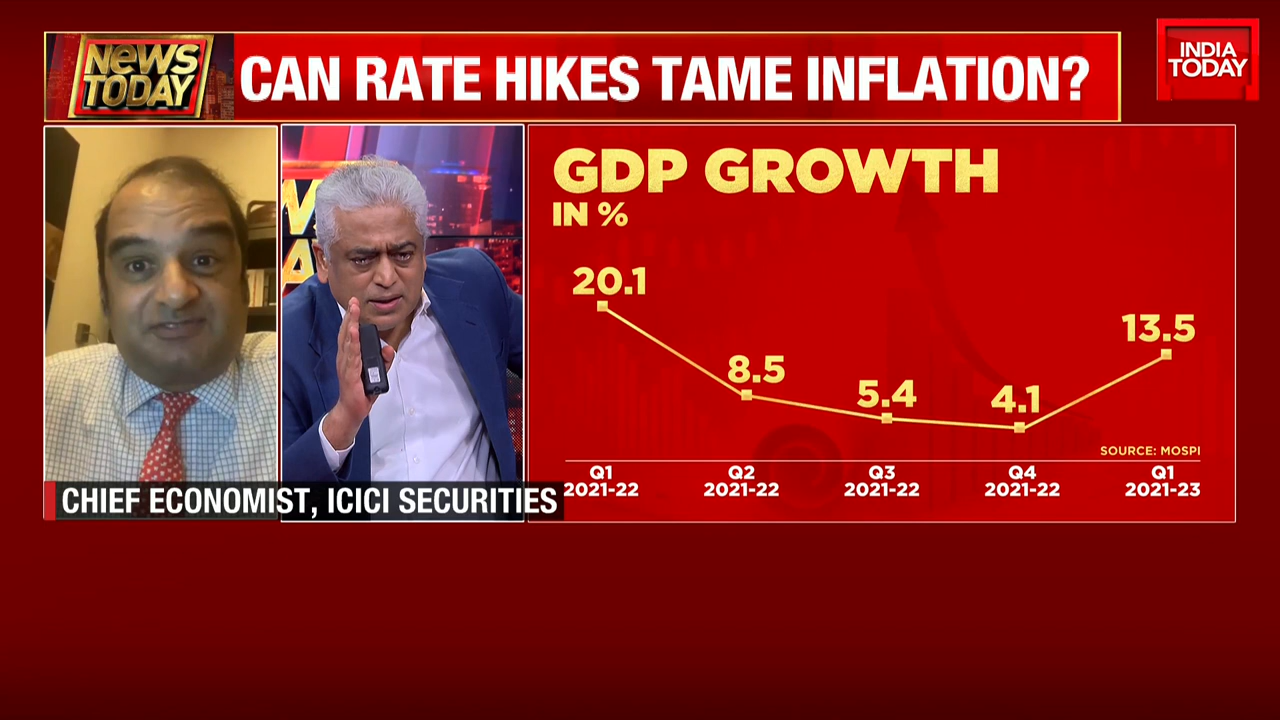 NEWS
TODAY
CAN RATE HIKES TAME INFLATION?
INDIA
TODAY
GDP GROWTH
IN %
20.1
8.5
5.4
4.1
13.5
SOURCE: MOSPI
Q1
2021-22
Q2
2021-22
Q3
2021-22
Q4
2021-22
Q1
2021-23
CHIEF ECONOMIST, ICICI SECURITIES